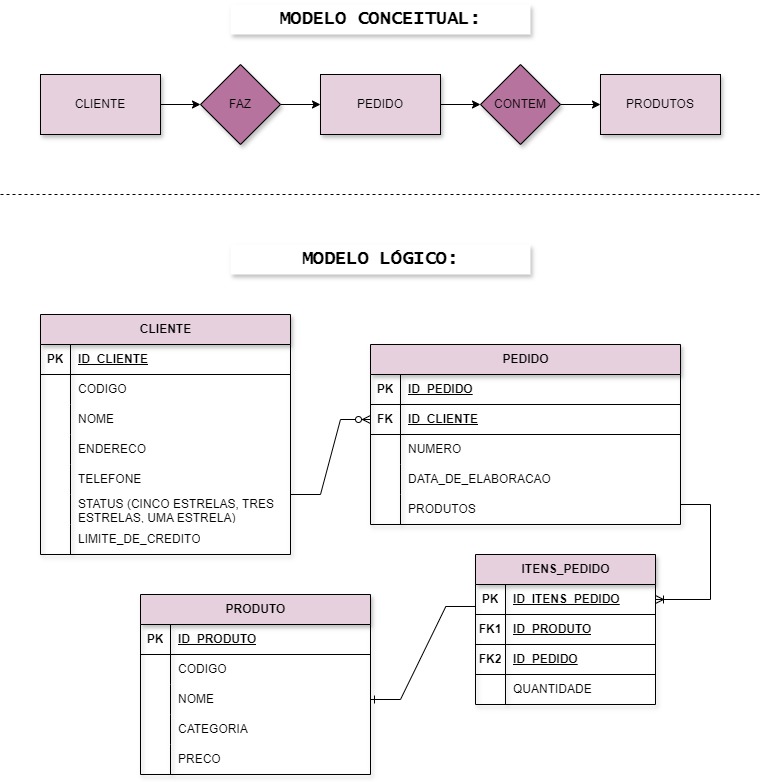 MODELO CONCEITUAL:
CLIENTE
FAZ
PEDIDO
CONTEM
PRODUTOS
MODELO LÓGICO:
CLIENTE
PK ID_CLIENTE
CODIGO
NOME
ENDERECO
TELEFONE
STATUS (CINCO ESTRELAS, TRES
ESTRELAS, UMA ESTRELA)
LIMITE_DE_CREDITO
PEDIDO
PK ID_PEDIDO
FK ID_CLIENTE
NUMERO
DATA_DE_ELABORACAO
PRODUTOS
ITENS_PEDIDO
PK ID_ITENS_PEDIDO
FK1 ID_PRODUTO
FK2 ID_PEDIDO
QUANTIDADE
PRODUTO
PK ID_PRODUTO
CODIGO
NOME
CATEGORIA
PRECO